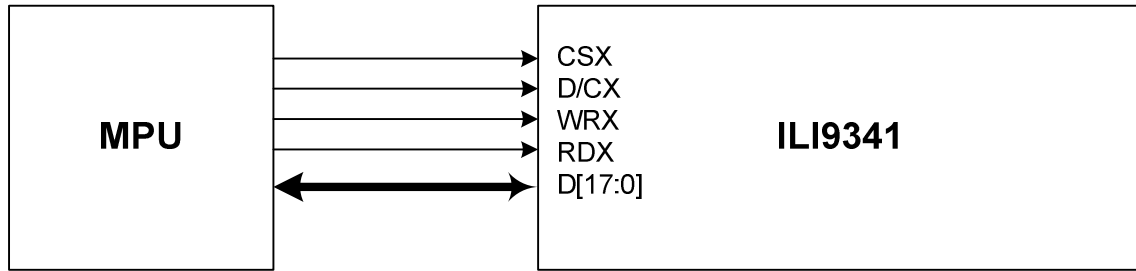 MPU
CSX
D/CX
WRX
RDX
D[17:0]
ILI9341